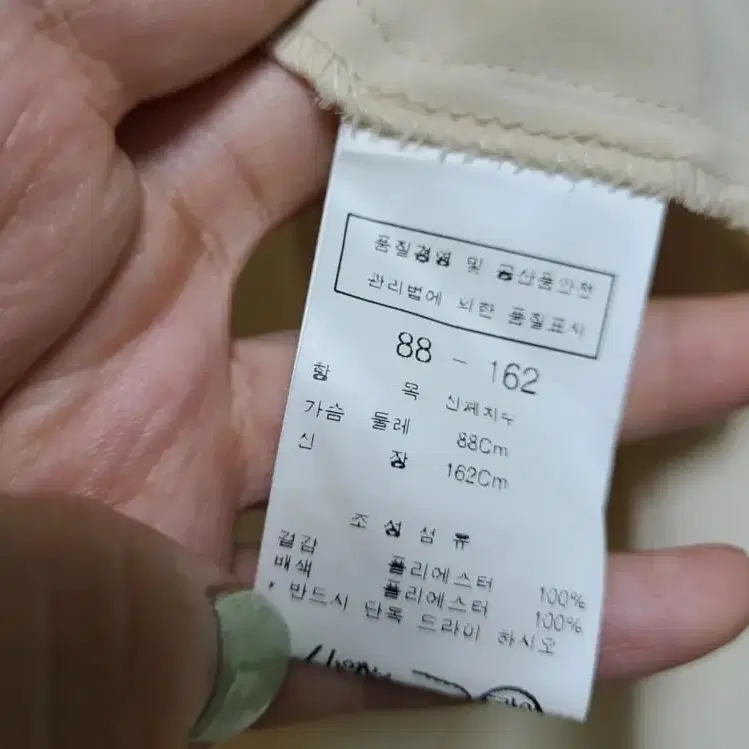 품질경영 및 공산품안전
관리법에 의한 품질표시
88 - 162
항 목 신체치수
가슴 둘레 88Cm
신 장 162Cm
조 성 섬 유
겉감 폴리에스터 100%
배색 폴리에스터 100%
* 반드시 단독 드라이 하시오